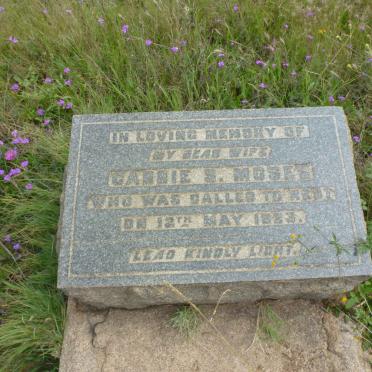 IN LOVING MEMORY OF
MY DEAR WIFE
CASSIE S. MOSES
WHO WAS CALLED TO REST
ON 12TH MAY 1923.
LEAD KINDLY LIGHT.